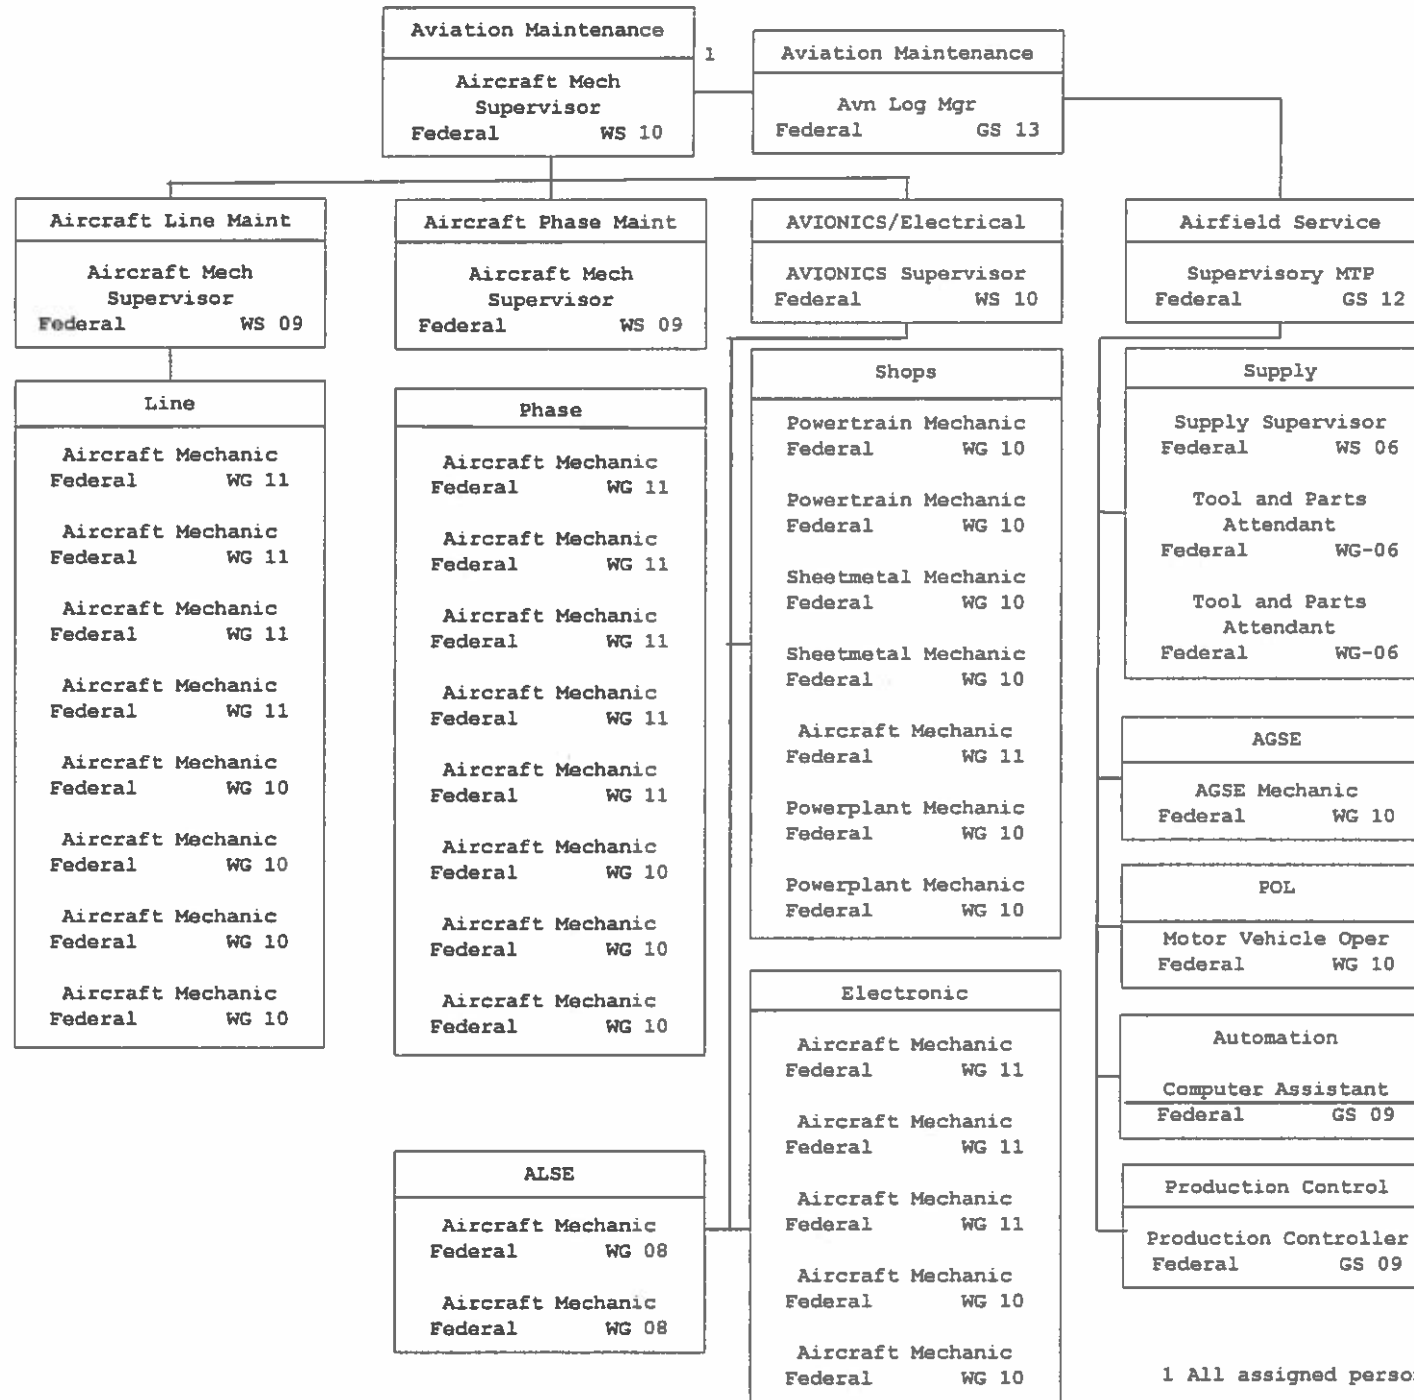 Aviation Maintenance
Aircraft Mech
Supervisor
Federal WS 10
1
Aviation Maintenance
Avn Log Mgr
Federal GS 13
Aircraft Line Maint
Aircraft Mech
Supervisor
Federal WS 09
Aircraft Phase Maint
Aircraft Mech
Supervisor
Federal WS 09
AVIONICS/Electrical
AVIONICS Supervisor
Federal WS 10
Airfield Service
Supervisory MTP
Federal GS 12
Line
Aircraft Mechanic
Federal WG 11
Aircraft Mechanic
Federal WG 11
Aircraft Mechanic
Federal WG 11
Aircraft Mechanic
Federal WG 11
Aircraft Mechanic
Federal WG 10
Aircraft Mechanic
Federal WG 10
Aircraft Mechanic
Federal WG 10
Aircraft Mechanic
Federal WG 10
Phase
Aircraft Mechanic
Federal WG 11
Aircraft Mechanic
Federal WG 11
Aircraft Mechanic
Federal WG 11
Aircraft Mechanic
Federal WG 11
Aircraft Mechanic
Federal WG 11
Aircraft Mechanic
Federal WG 10
Aircraft Mechanic
Federal WG 10
Aircraft Mechanic
Federal WG 10
ALSE
Aircraft Mechanic
Federal WG 08
Aircraft Mechanic
Federal WG 08
Shops
Powertrain Mechanic
Federal WG 10
Powertrain Mechanic
Federal WG 10
Sheetmetal Mechanic
Federal WG 10
Sheetmetal Mechanic
Federal WG 10
Aircraft Mechanic
Federal WG 11
Powerplant Mechanic
Federal WG 10
Powerplant Mechanic
Federal WG 10
Electronic
Aircraft Mechanic
Federal WG 11
Aircraft Mechanic
Federal WG 11
Aircraft Mechanic
Federal WG 11
Aircraft Mechanic
Federal WG 10
Aircraft Mechanic
Federal WG 10
Supply
Supply Supervisor
Federal WS 06
Tool and Parts
Attendant
Federal WG-06
Tool and Parts
Attendant
Federal WG-06
AGSE
AGSE Mechanic
Federal WG 10
POL
Motor Vehicle Oper
Federal WG 10
Automation
Computer Assistant
Federal GS 09
Production Control
Production Controller
Federal GS 09
1 All assigned